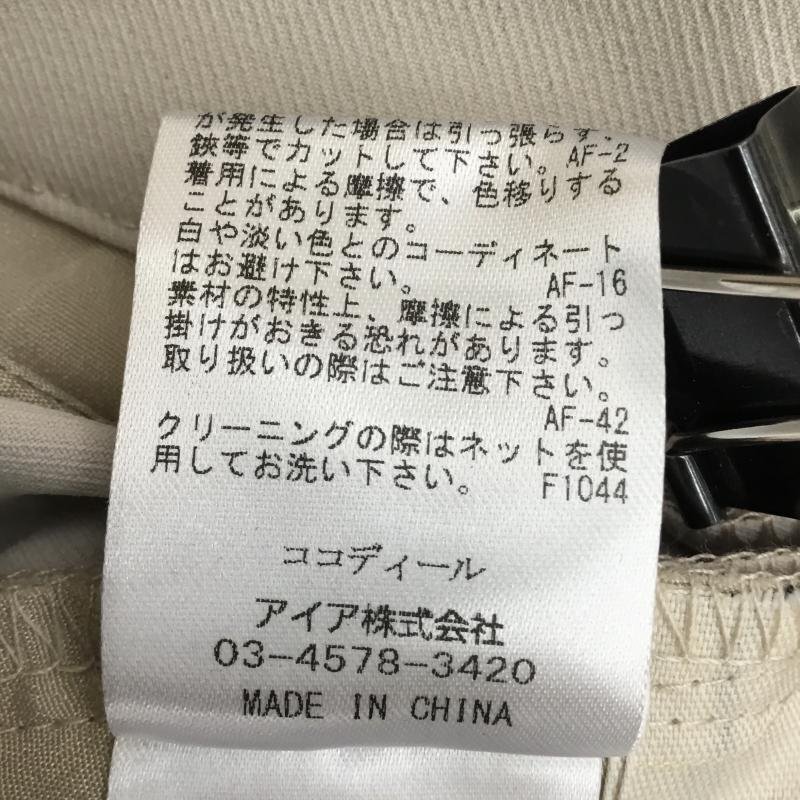 が発生した場合は引っ張らず、
鋏等でカットして下さい。AF-2
着用による摩擦で、色移りする
ことがあります。
白や淡い色とのコーディネート
はお避け下さい。 AF-16
素材の特性上、摩擦による引っ
掛けがおきる恐れがあります。
取り扱いの際はご注意下さい。
AF-42
クリーニングの際はネットを使
用してお洗い下さい。 F1044
ココディール
アイア株式会社
03-4578-3420
MADE IN CHINA